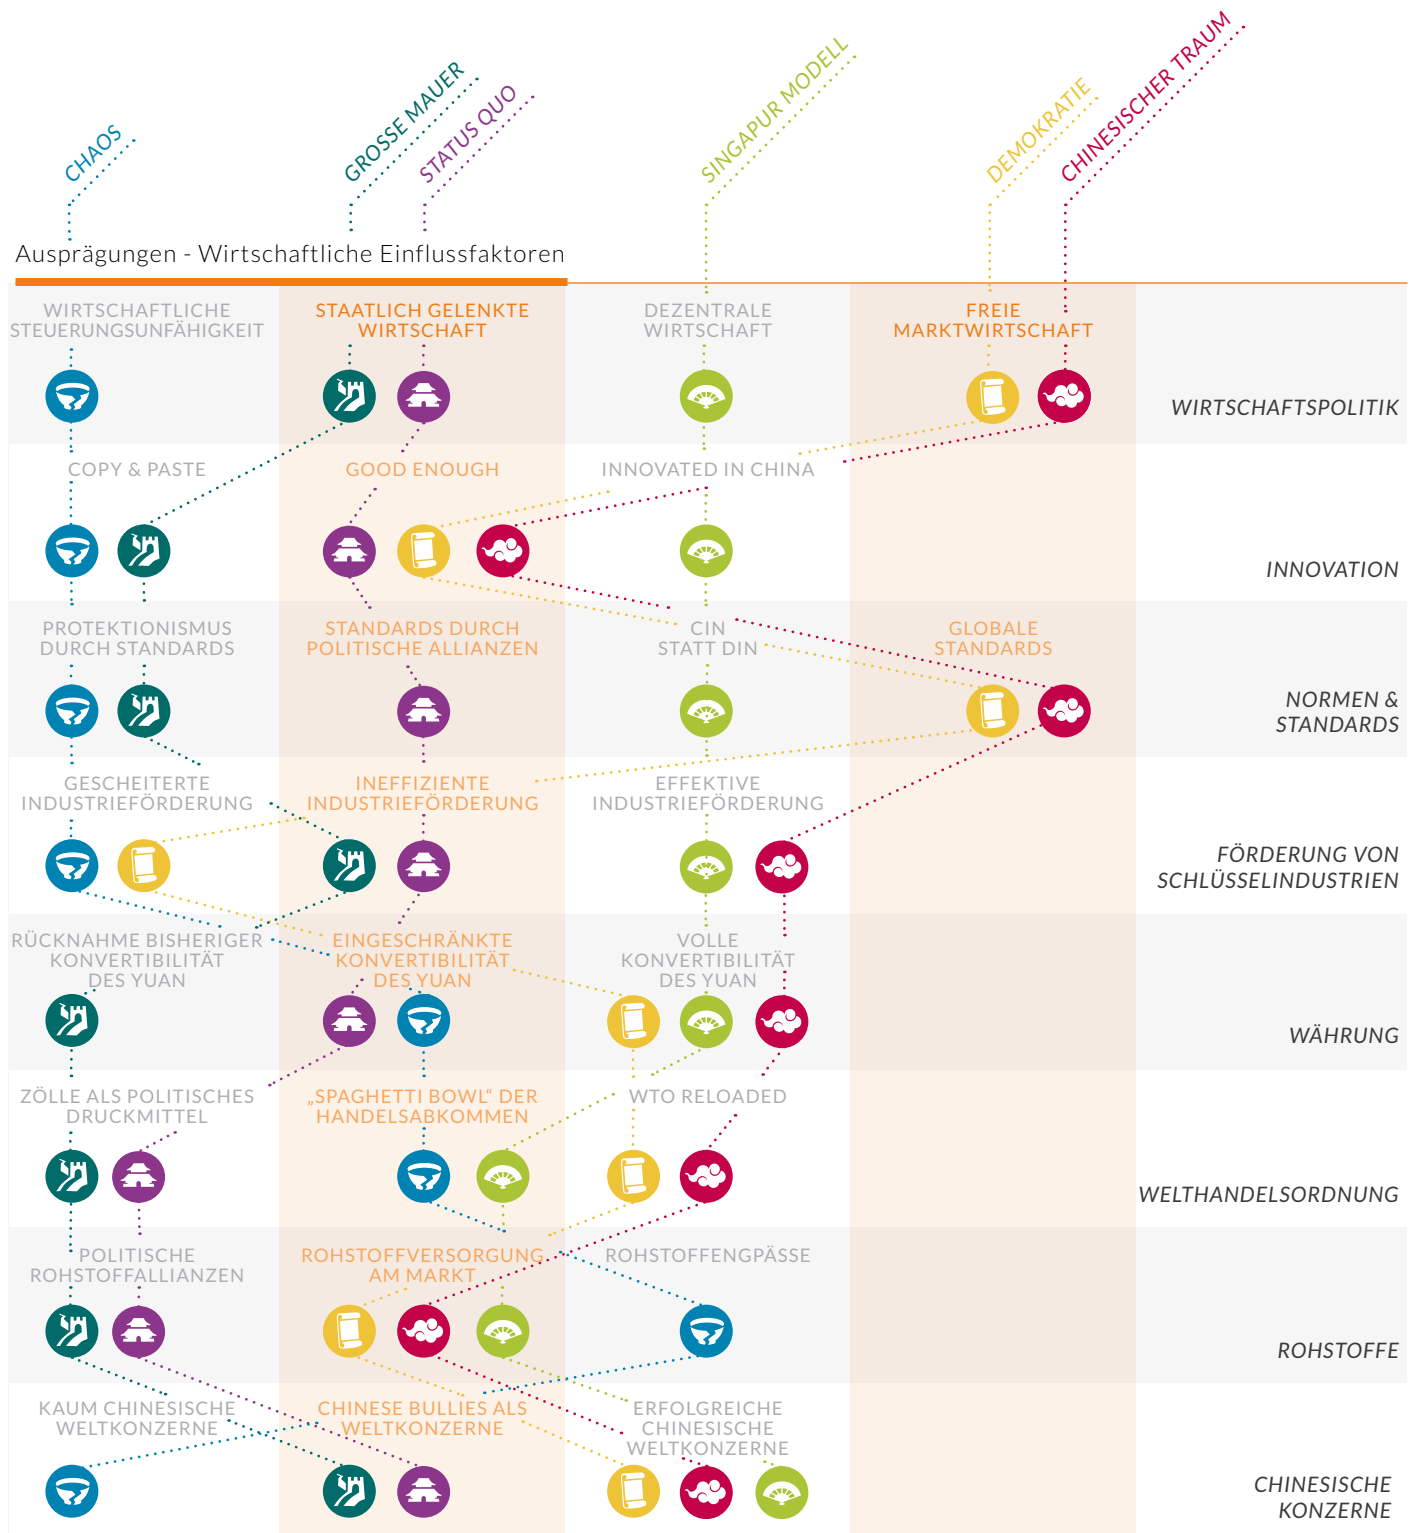 CHAOS
GROSSE MAUER
STATUS QUO
SINGAPUR MODELL
DEMOKRATIE
CHINESISCHER TRAUM
Ausprägungen - Wirtschaftliche Einflussfaktoren
WIRTSCHAFTLICHE
STEUERUNGSUNFÄHIGKEIT
STAATLICH GELENKTE
WIRTSCHAFT
DEZENTRALE
WIRTSCHAFT
FREIE
MARKTWIRTSCHAFT
WIRTSCHAFTSPOLITIK
COPY & PASTE
GOOD ENOUGH
INNOVATED IN CHINA
INNOVATION
PROTEKTIONISMUS
DURCH STANDARDS
STANDARDS DURCH
POLITISCHE ALLIANZEN
CIN
STATT DIN
GLOBALE
STANDARDS
NORMEN &
STANDARDS
GESCHEITERTE
INDUSTRIEFÖRDERUNG
INEFFIZIENTE
INDUSTRIEFÖRDERUNG
EFFEKTIVE
INDUSTRIEFÖRDERUNG
FÖRDERUNG VON
SCHLÜSSELINDUSTRIEN
RÜCKNAHME BISHERIGER
KONVERTIBILITÄT
DES YUAN
EINGESCHRÄNKTE
KONVERTIBILITÄT
DES YUAN
VOLLE
KONVERTIBILITÄT
DES YUAN
WÄHRUNG
ZÖLLE ALS POLITISCHES
DRUCKMITTEL
„SPAGHETTI BOWL“ DER
HANDELSABKOMMEN
WTO RELOADED
WELTHANDELSORDNUNG
POLITISCHE
ROHSTOFFALLIANZEN
ROHSTOFFVERSORGUNG
AM MARKT
ROHSTOFFENGPÄSSE
ROHSTOFFE
KAUM CHINESISCHE
WELTKONZERNE
CHINESE BULLIES ALS
WELTKONZERNE
ERFOLGREICHE
CHINESISCHE
WELTKONZERNE
CHINESISCHE
KONZERNE